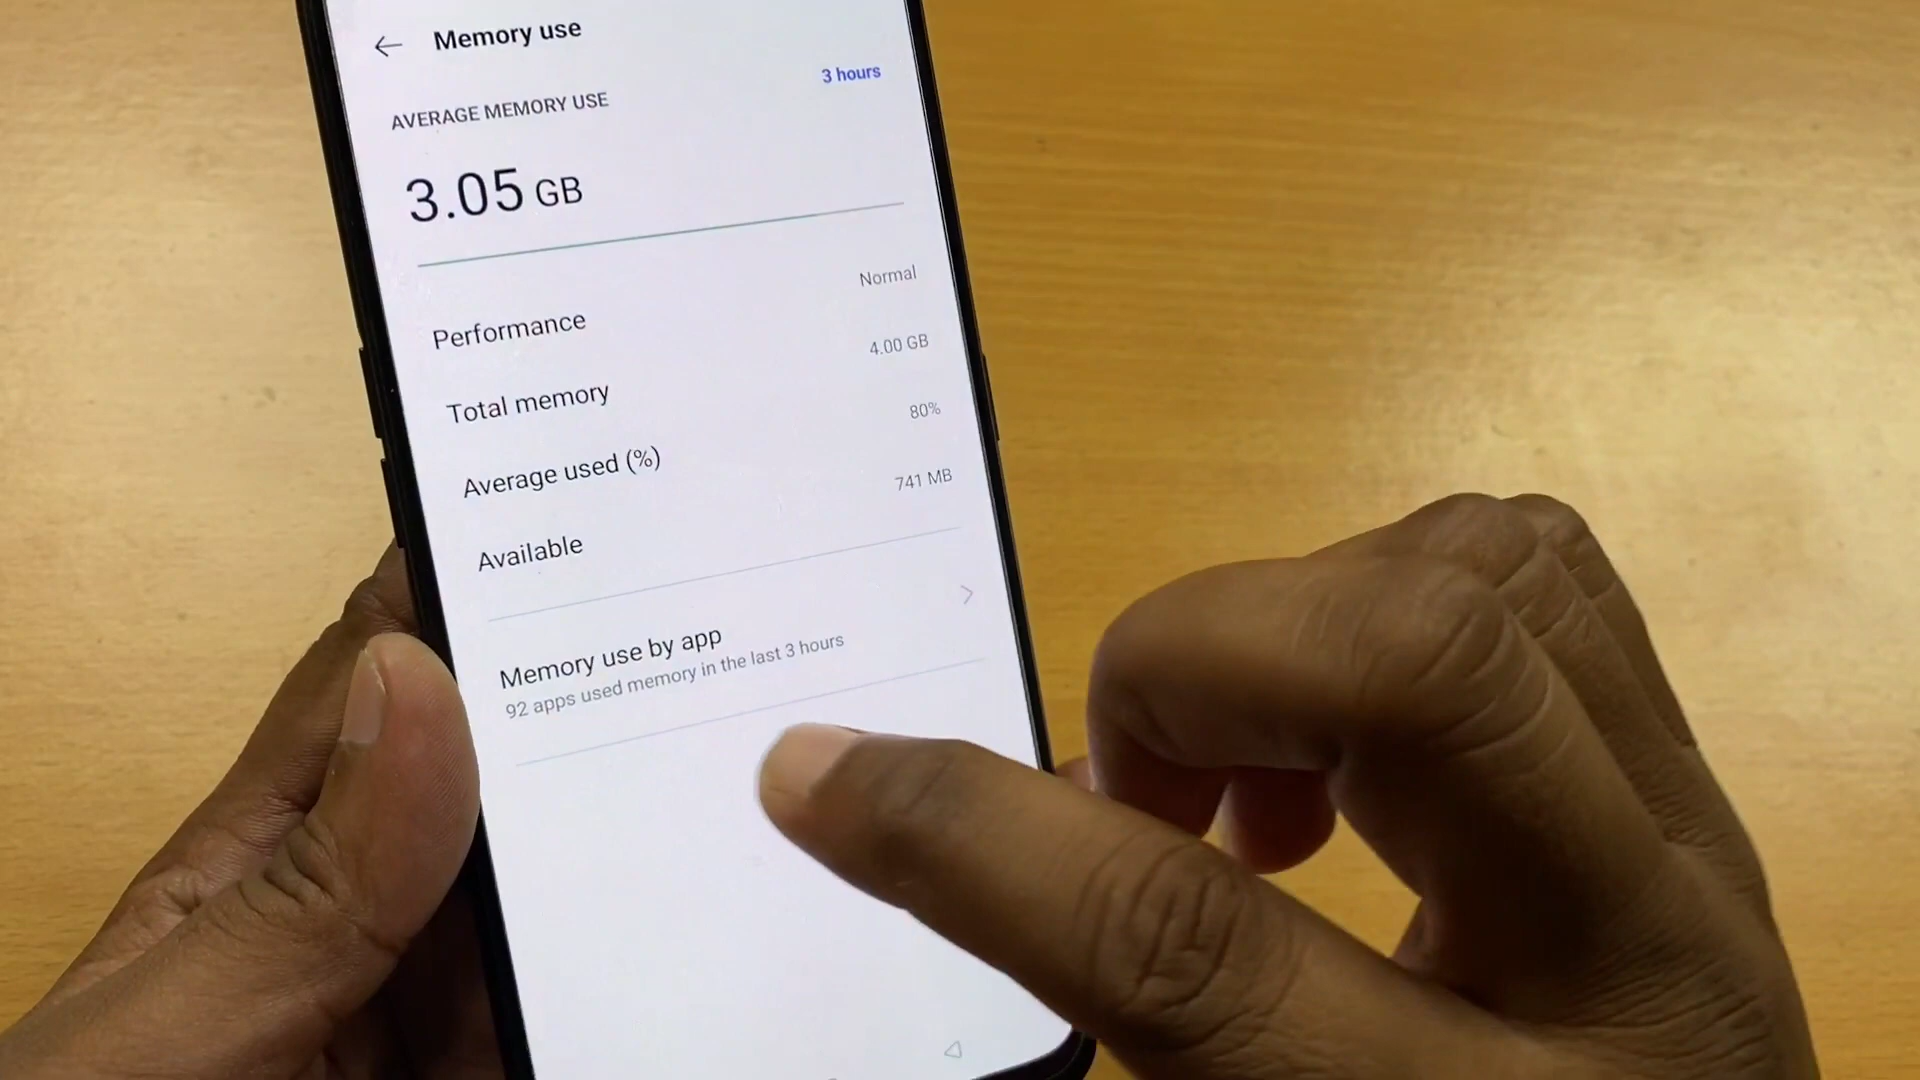 Memory use
3 hours
AVERAGE MEMORY USE
3.05 GB
Performance Normal
Total memory 4.00 GB
Average used (%) 80%
Available 741 MB
Memory use by app
92 apps used memory in the last 3 hours